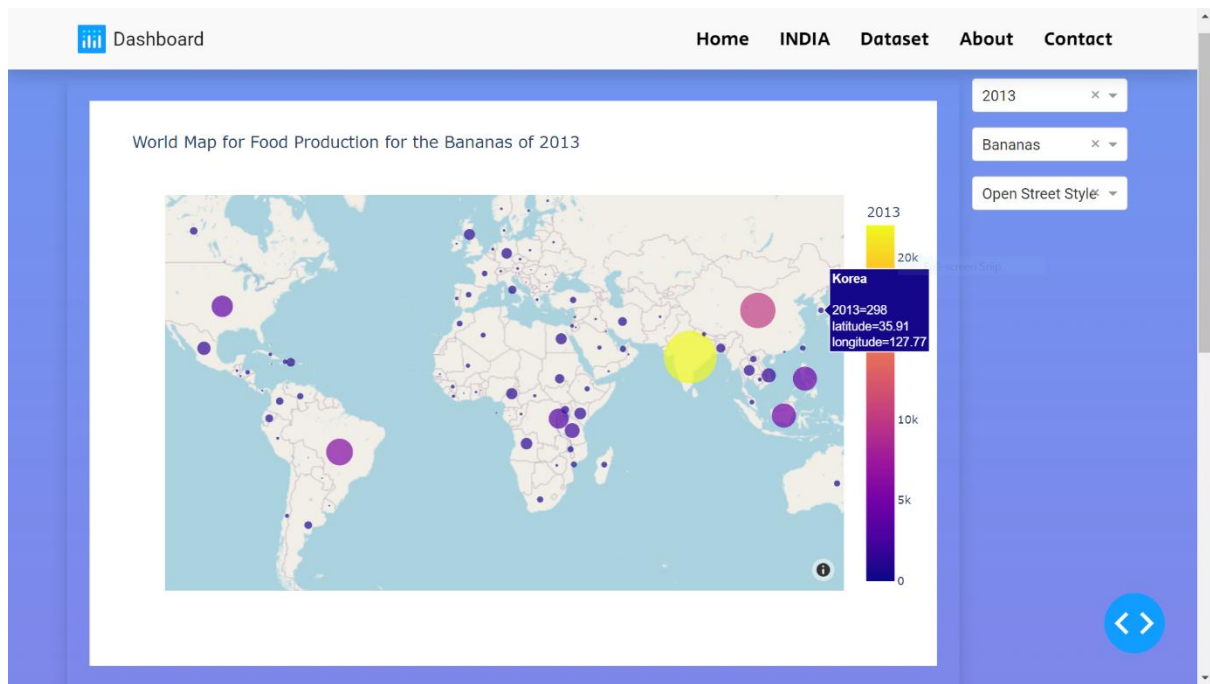 Dashboard
Home INDIA Dataset About Contact
2013
Bananas
Open Street Style
World Map for Food Production for the Bananas of 2013
2013
20k
Korea
2013=298
latitude=35.91
longitude=127.77
10k
5k
0